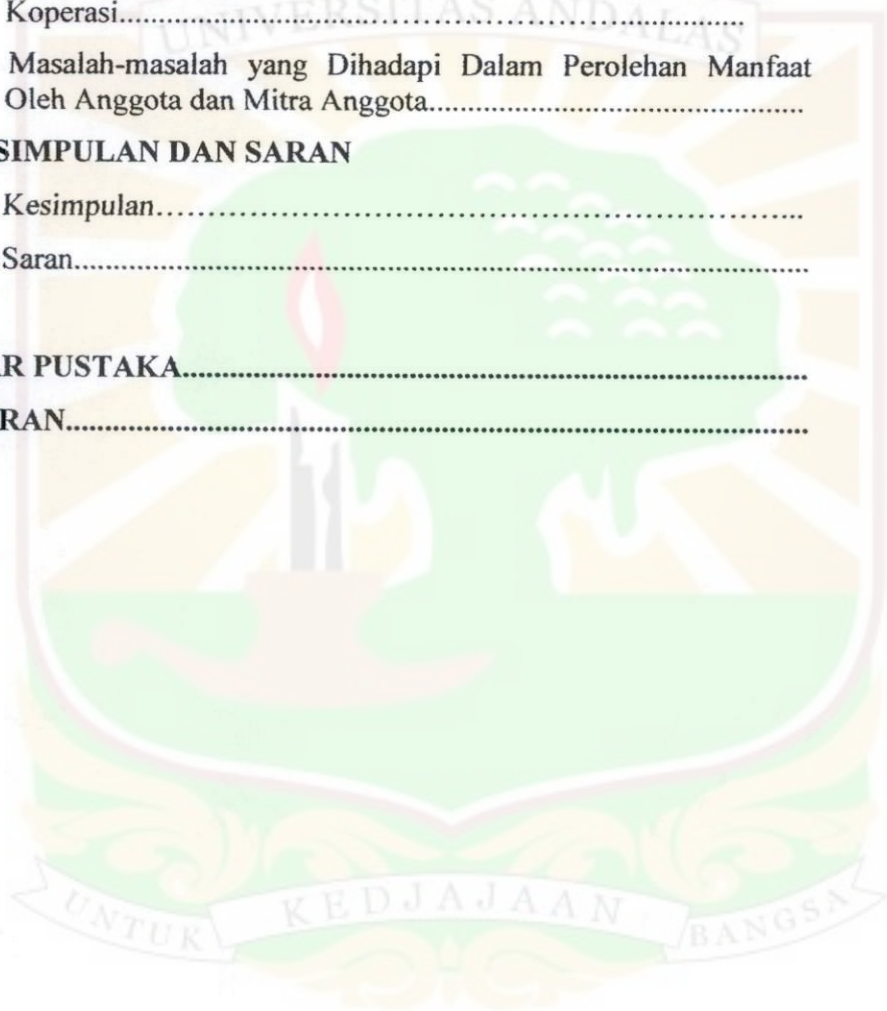 UNIVERSITAS ANDALAS
Koperasi..........................................................................................
Masalah-masalah yang Dihadapi Dalam Perolehan Manfaat
Oleh Anggota dan Mitra Anggota................................................
SIMPULAN DAN SARAN
Kesimpulan.....................................................................................
Saran...............................................................................................
R PUSTAKA...................................................................................
RAN.................................................................................................
UNTUK KEDJAJAAN BANGSA